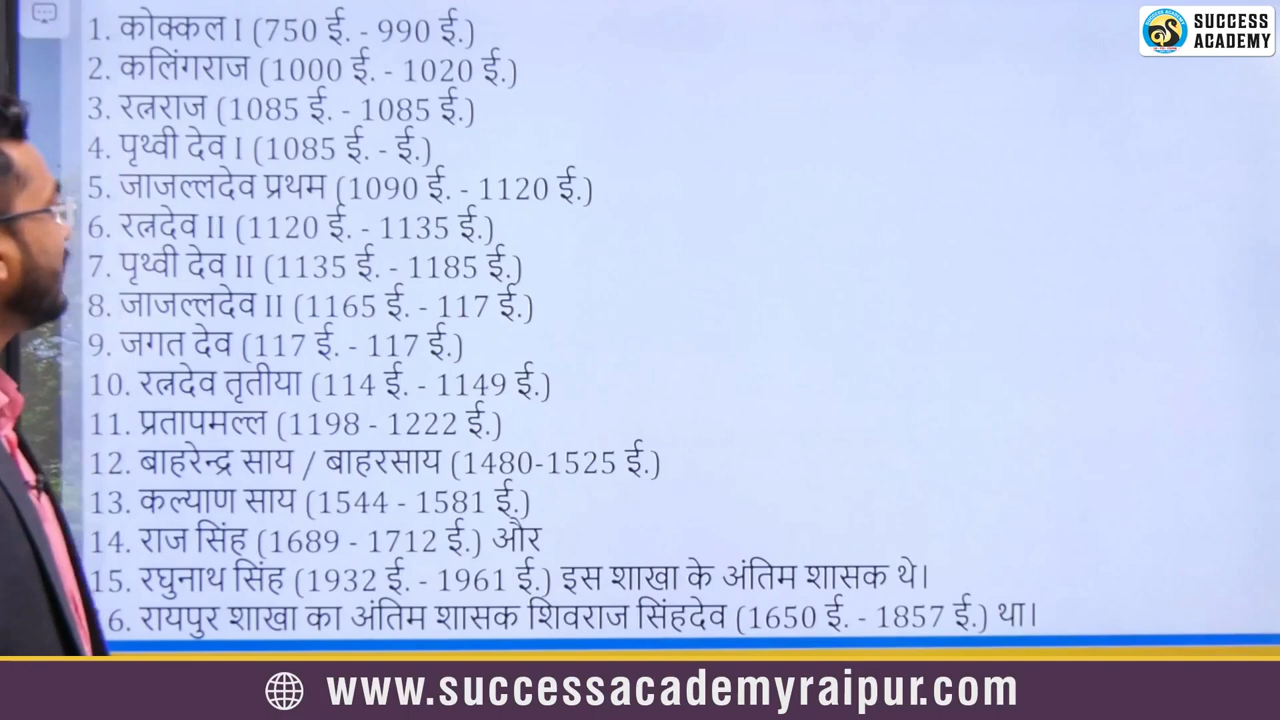 SUCCESS
ACADEMY
1. कोक्कल I (750 ई. - 990 ई.)
2. कलिंगराज (1000 ई. - 1020 ई.)
3. रत्नराज (1085 ई. - 1085 ई.)
4. पृथ्वी देव I (1085 ई. - ई.)
5. जाजल्लदेव प्रथम (1090 ई. - 1120 ई.)
6. रत्नदेव II (1120 ई. - 1135 ई.)
7. पृथ्वी देव II (1135 ई. - 1185 ई.)
8. जाजल्लदेव II (1165 ई. - 117 ई.)
9. जगत देव (117 ई. - 117 ई.)
10. रत्नदेव तृतीया (114 ई. - 1149 ई.)
11. प्रतापमल्ल (1198 - 1222 ई.)
12. बाहरेन्द्र साय / बाहरसाय (1480-1525 ई.)
13. कल्याण साय (1544 - 1581 ई.)
14. राज सिंह (1689 - 1712 ई.) और
15. रघुनाथ सिंह (1932 ई. - 1961 ई.) इस शाखा के अंतिम शासक थे।
6. रायपुर शाखा का अंतिम शासक शिवराज सिंहदेव (1650 ई. - 1857 ई.) था।
www.successacademyraipur.com